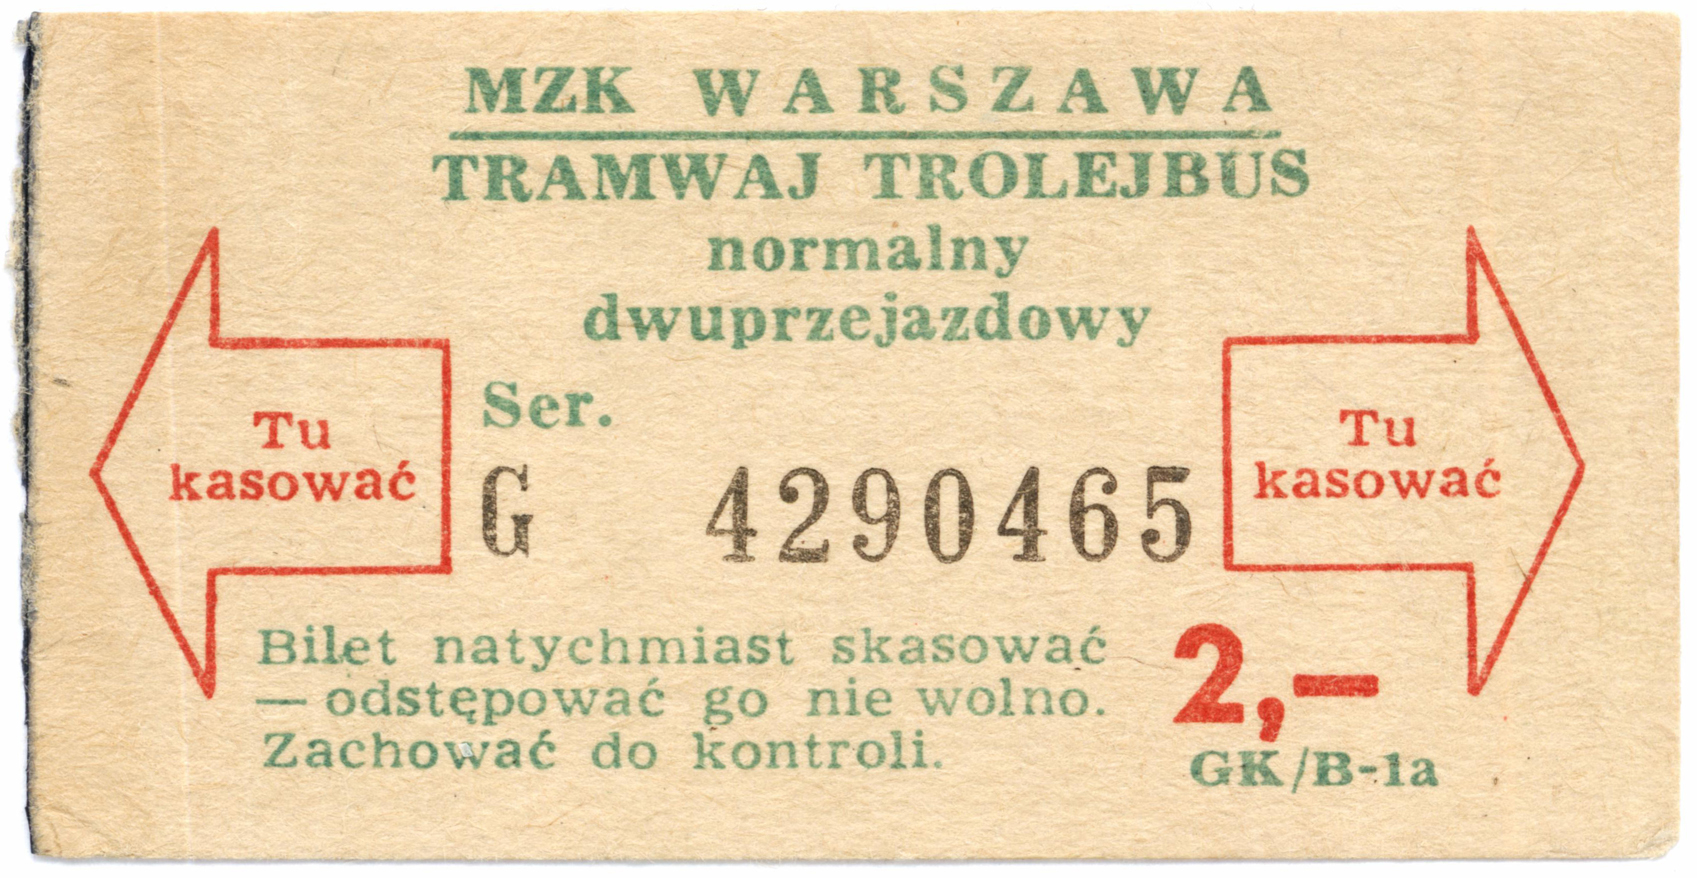 MZK WARSZAWA
TRAMWAJ TROLEJBUS
normalny
dwuprzejazdowy
Ser.
Tu
kasować
G 4290465
Tu
kasować
Bilet natychmiast skasować
— odstępować go nie wolno.
Zachować do kontroli.
2,—
GK/B-1a